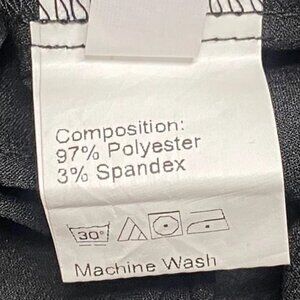 Composition:
97% Polyester
3% Spandex
30°
Machine Wash